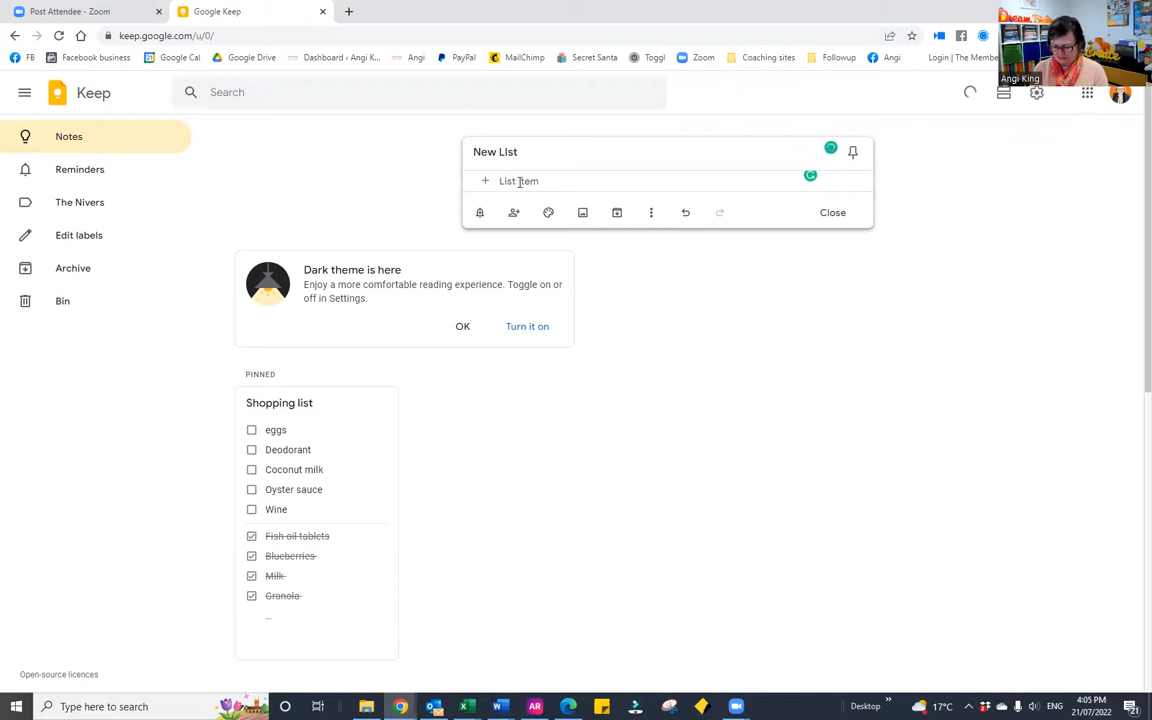 Post Attendee - Zoom
Google Keep
keep.google.com/u/0/
FB
Facebook business
Google Cal
Google Drive
Dashboard ‹ Angi K...
Angi
PayPal
MailChimp
Secret Santa
Toggl
Zoom
Coaching sites
Followup
Angi
Login | The Membe
Angi King
Keep
Search
Notes
Reminders
The Nivers
Edit labels
Archive
Bin
New LIst
List item
Close
Dark theme is here
Enjoy a more comfortable reading experience. Toggle on or
off in Settings.
OK
Turn it on
PINNED
Shopping list
eggs
Deodorant
Coconut milk
Oyster sauce
Wine
Fish oil tablets
Blueberries
Milk
Granola
...
Open-source licences
Type here to search
AR
Desktop
17°C
ENG
4:05 PM
21/07/2022